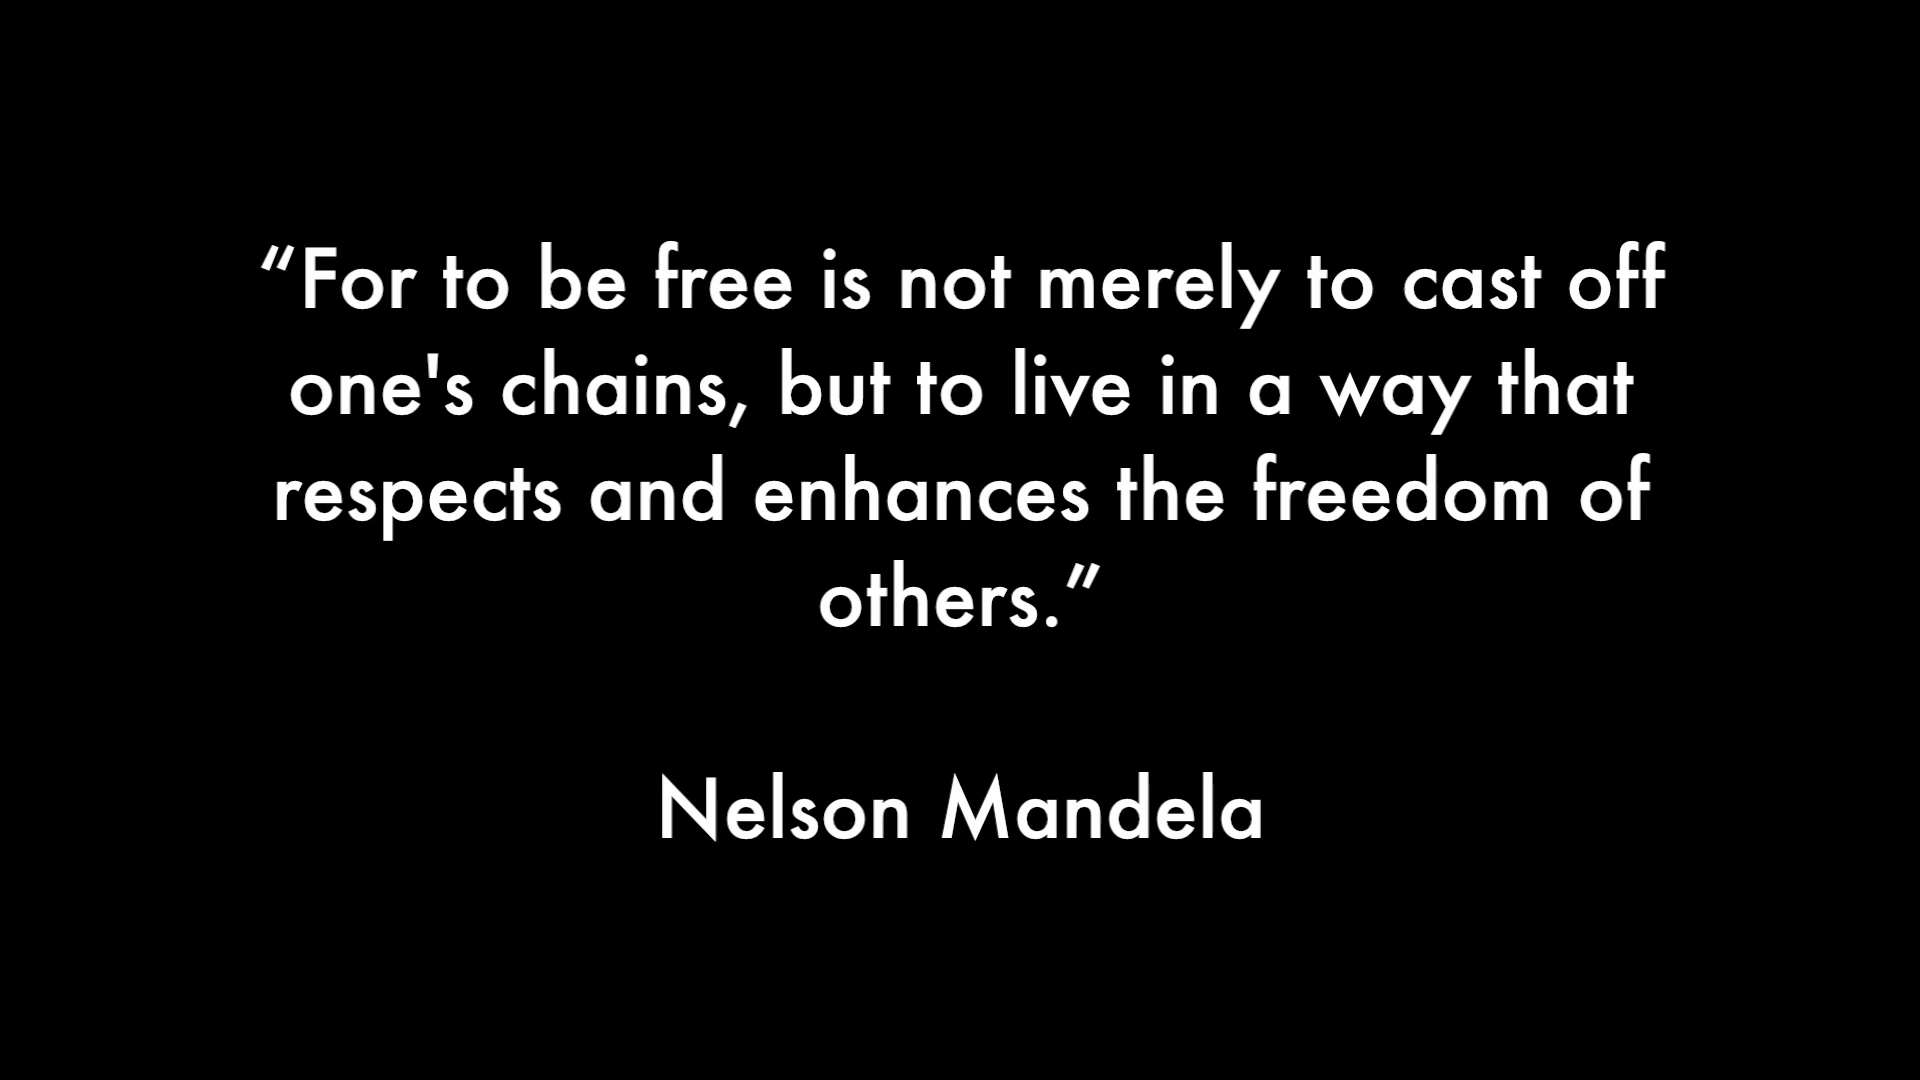 “For to be free is not merely to cast off
one's chains, but to live in a way that
respects and enhances the freedom of
others.”
Nelson Mandela